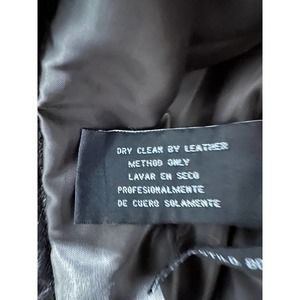 DRY CLEAN BY LEATHER
METHOD ONLY
LAVAR EN SECO
PROFESIONALMENTE
DE CUERO SOLAMENTE